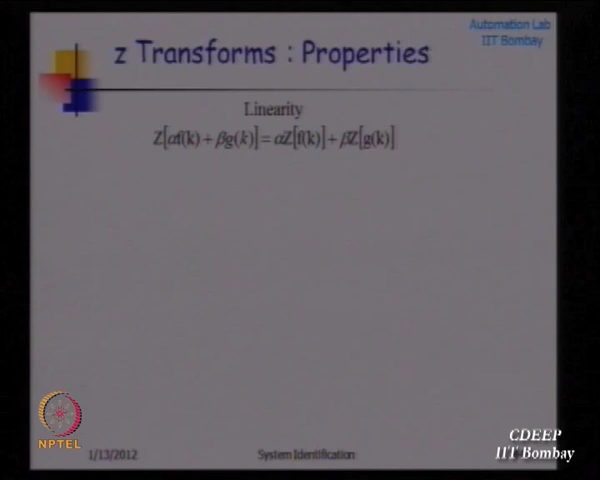 Automation Lab
IIT Bombay
z Transforms : Properties
Linearity
Z[αf(k) + βg(k)] = αZ[f(k)] + βZ[g(k)]
NPTEL
1/13/2012
System Identification
CDEEP
IIT Bombay